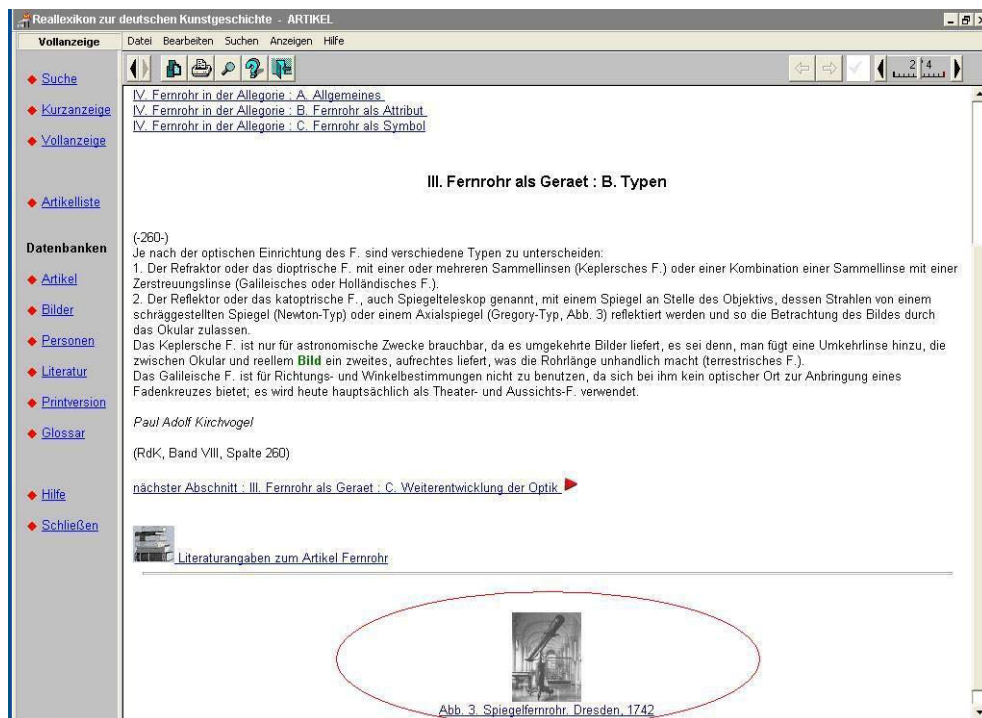 Reallexikon zur deutschen Kunstgeschichte - ARTIKEL
Vollanzeige
Datei Bearbeiten Suchen Anzeigen Hilfe
2 4
Suche
Kurzanzeige
Vollanzeige
Artikelliste
Datenbanken
Artikel
Bilder
Personen
Literatur
Printversion
Glossar
Hilfe
Schließen
IV. Fernrohr in der Allegorie : A. Allgemeines
IV. Fernrohr in der Allegorie : B. Fernrohr als Attribut
IV. Fernrohr in der Allegorie : C. Fernrohr als Symbol
III. Fernrohr als Geraet : B. Typen
(-260-)
Je nach der optischen Einrichtung des F. sind verschiedene Typen zu unterscheiden:
1. Der Refraktor oder das dioptrische F. mit einer oder mehreren Sammellinsen (Keplersches F.) oder einer Kombination einer Sammellinse mit einer
Zerstreuungslinse (Galileisches oder Holländisches F.).
2. Der Reflektor oder das katoptrische F., auch Spiegelteleskop genannt, mit einem Spiegel an Stelle des Objektivs, dessen Strahlen von einem
schräggestellten Spiegel (Newton-Typ) oder einem Axialspiegel (Gregory-Typ, Abb. 3) reflektiert werden und so die Betrachtung des Bildes durch
das Okular zulassen.
Das Keplersche F. ist nur für astronomische Zwecke brauchbar, da es umgekehrte Bilder liefert, es sei denn, man fügt eine Umkehrlinse hinzu, die
zwischen Okular und reellem Bild ein zweites, aufrechtes liefert, was die Rohrlänge unhandlich macht (terrestrisches F.).
Das Galileische F. ist für Richtungs- und Winkelbestimmungen nicht zu benutzen, da sich bei ihm kein optischer Ort zur Anbringung eines
Fadenkreuzes bietet; es wird heute hauptsächlich als Theater- und Aussichts-F. verwendet.
Paul Adolf Kirchvogel
(RdK, Band VIII, Spalte 260)
nächster Abschnitt : III. Fernrohr als Geraet : C. Weiterentwicklung der Optik
Literaturangaben zum Artikel Fernrohr
Abb. 3. Spiegelfernrohr. Dresden, 1742